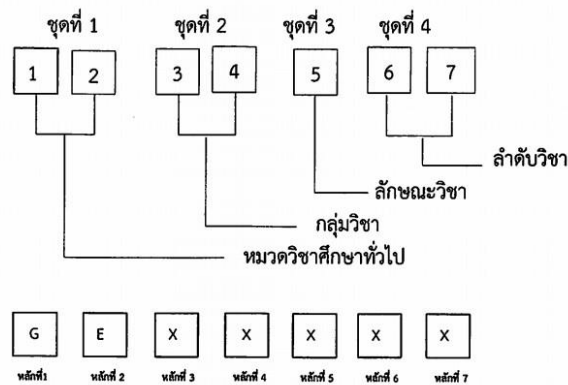 ชุดที่ 1 ชุดที่ 2 ชุดที่ 3 ชุดที่ 4
1 2 3 4 5 6 7
ลำดับวิชา
ลักษณะวิชา
กลุ่มวิชา
หมวดวิชาศึกษาทั่วไป
G E X X X X X
หลักที่1 หลักที่ 2 หลักที่ 3 หลักที่ 4 หลักที่ 5 หลักที่ 6 หลักที่ 7